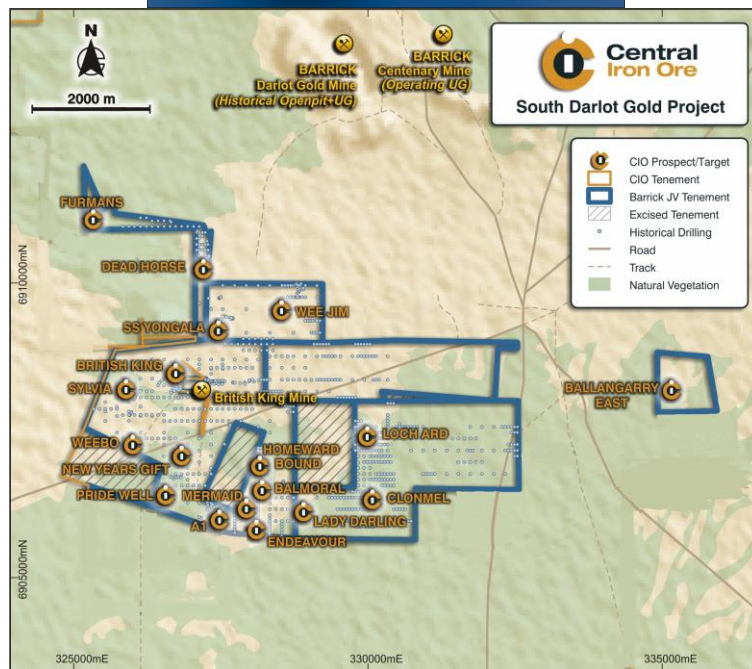 N
2000 m
BARRICK
Darlot Gold Mine
(Historical Openpit+UG)
BARRICK
Centenary Mine
(Operating UG)
Central
Iron Ore
South Darlot Gold Project
CIO Prospect/Target
CIO Tenement
Barrick JV Tenement
Excised Tenement
Historical Drilling
Road
Track
Natural Vegetation
FURMANS
DEAD HORSE
WEE JIM
SS YONGALA
BRITISH KING
SYLVIA
British King Mine
BALLANGARRY
EAST
WEEBO
LOCH ARD
NEW YEARS GIFT
HOMEWARD
BOUND
PRIDE WELL
MERMAID
BALMORAL
CLONMEL
A1
LADY DARLING
ENDEAVOUR
6910000mN
6905000mN
325000mE
330000mE
335000mE